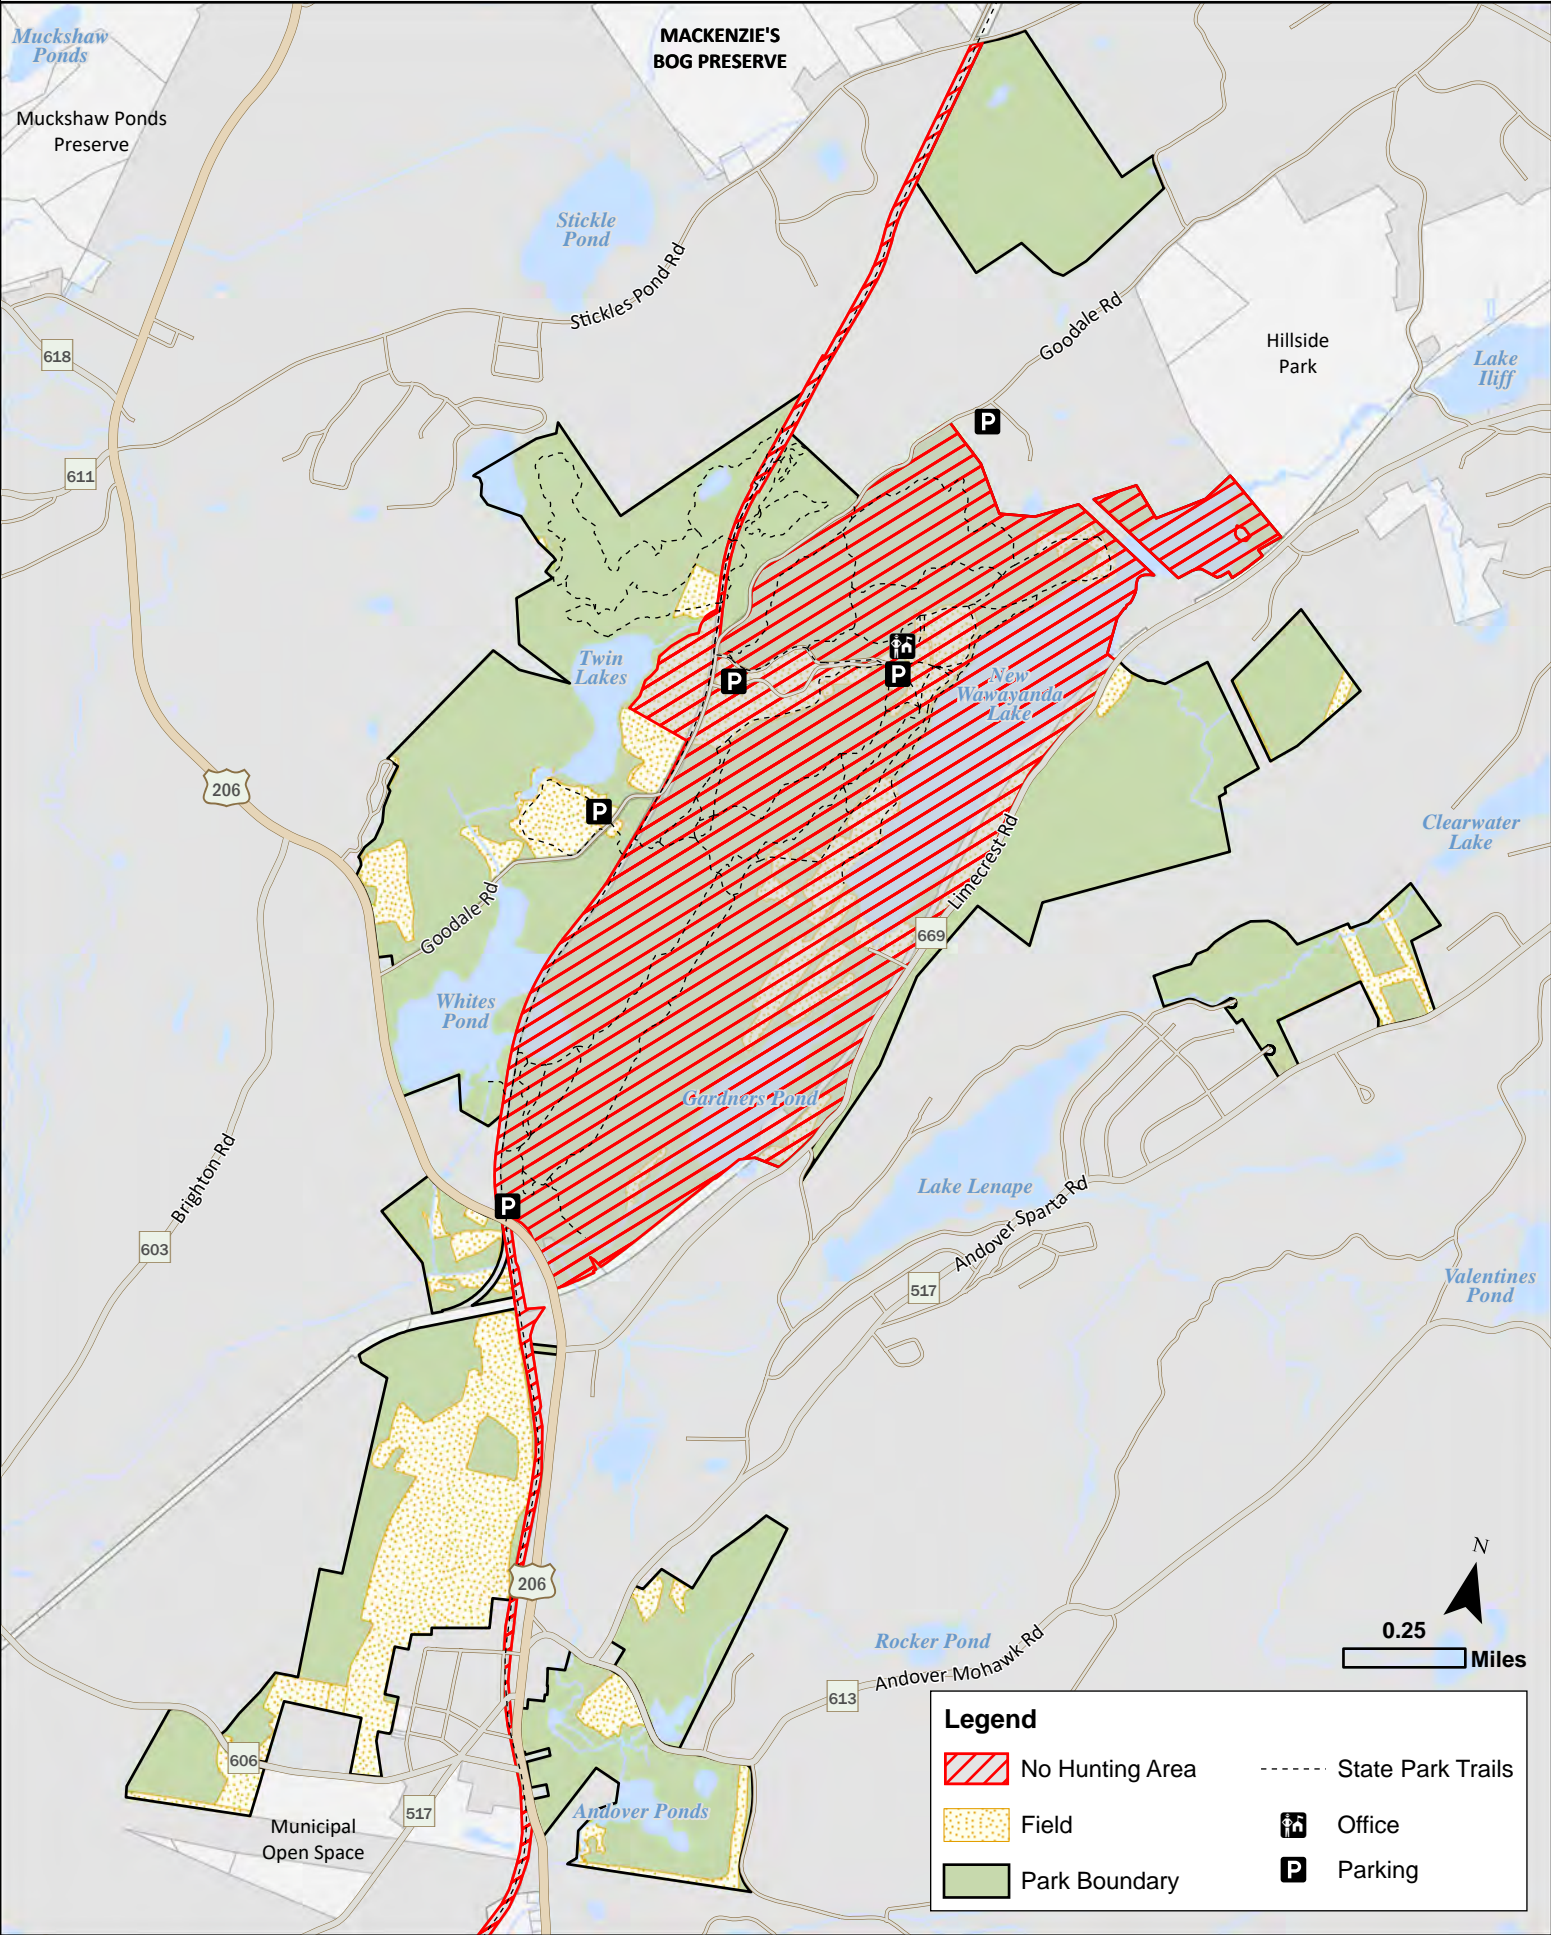 Muckshaw
Ponds
MACKENZIE'S
BOG PRESERVE
Muckshaw Ponds
Preserve
Stickle
Pond
Stickles Pond Rd
Goodale Rd
Hillside
Park
Lake
Iliff
618
611
P
Twin
Lakes
P
P
New
Wawayanda
Lake
206
P
Clearwater
Lake
Limecrest Rd
Goodale Rd
669
Whites
Pond
Gardners Pond
Brighton Rd
Lake Lenape
Andover Sparta Rd
P
603
517
Valentines
Pond
206
N
0.25
Miles
Rocker Pond
Andover Mohawk Rd
613
606
517
Municipal
Open Space
Andover Ponds
Legend
No Hunting Area
State Park Trails
Field
Office
Park Boundary
P
Parking